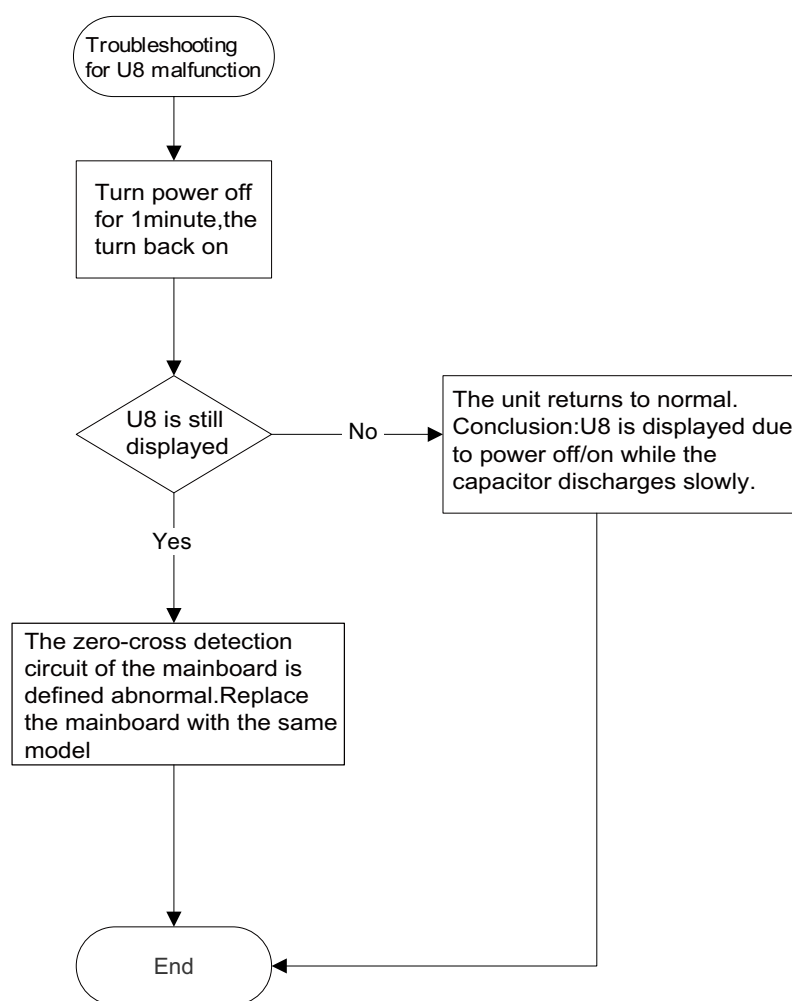 Troubleshooting
for U8 malfunction
Turn power off
for 1minute,the
turn back on
U8 is still
displayed
No
The unit returns to normal.
Conclusion:U8 is displayed due
to power off/on while the
capacitor discharges slowly.
Yes
The zero-cross detection
circuit of the mainboard is
defined abnormal.Replace
the mainboard with the same
model
End